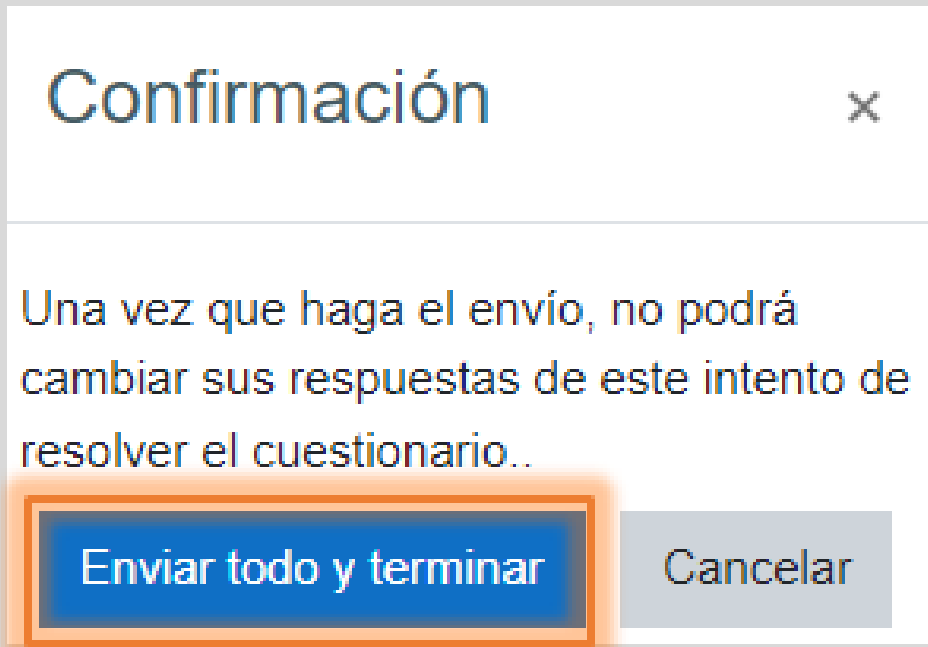 Confirmación ×
Una vez que haga el envío, no podrá
cambiar sus respuestas de este intento de
resolver el cuestionario..
Enviar todo y terminar Cancelar